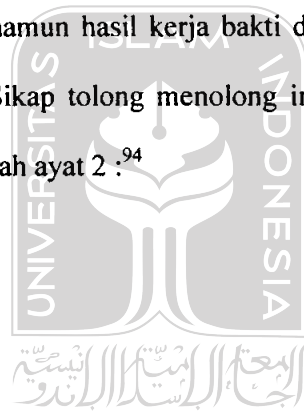 namun hasil kerja bakti d
Sikap tolong menolong in
ah ayat 2 :94
ISLAM
UNIVERSITAS
INDONESIA